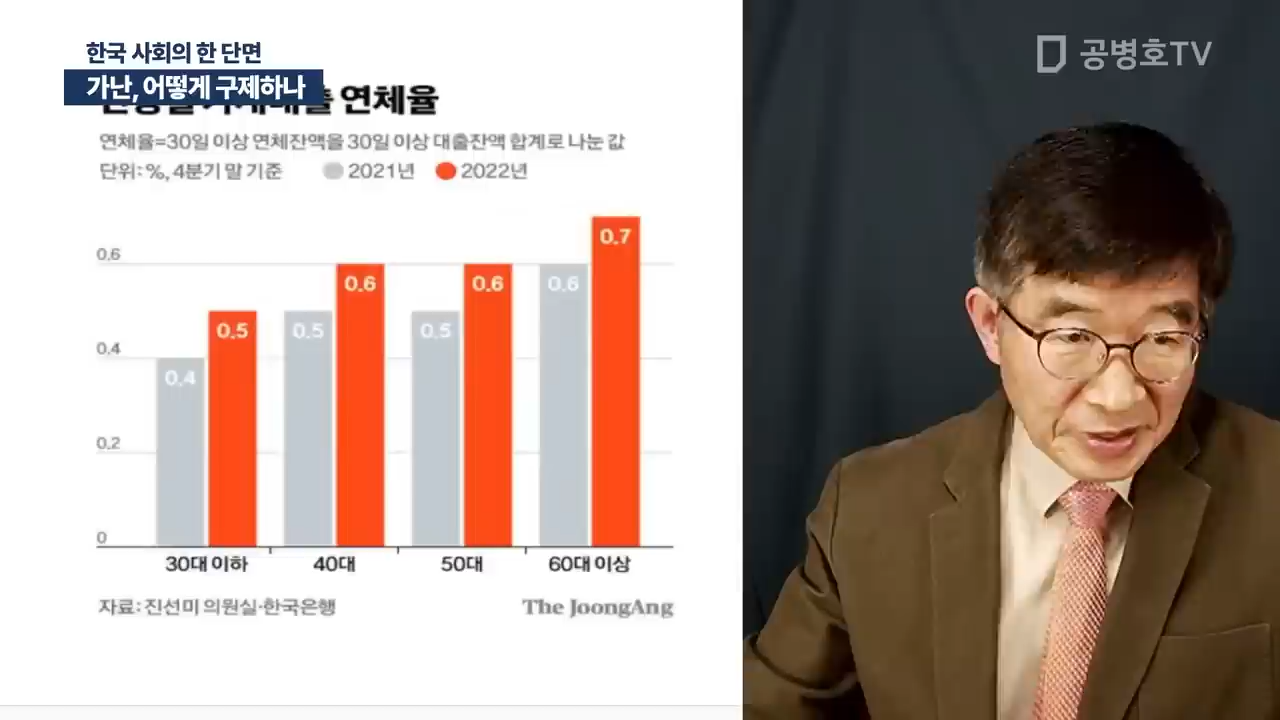 한국 사회의 한 단면
가난, 어떻게 구제하나
연체율
연체율=30일 이상 연체잔액을 30일 이상 대출잔액 합계로 나눈 값
단위: %, 4분기 말 기준 2021년 2022년
0.6
0.4
0.2
0
0.4
0.5
0.5
0.6
0.5
0.6
0.6
0.7
30대 이하 40대 50대 60대 이상
자료: 진선미 의원실·한국은행 The JoongAng
공병호TV